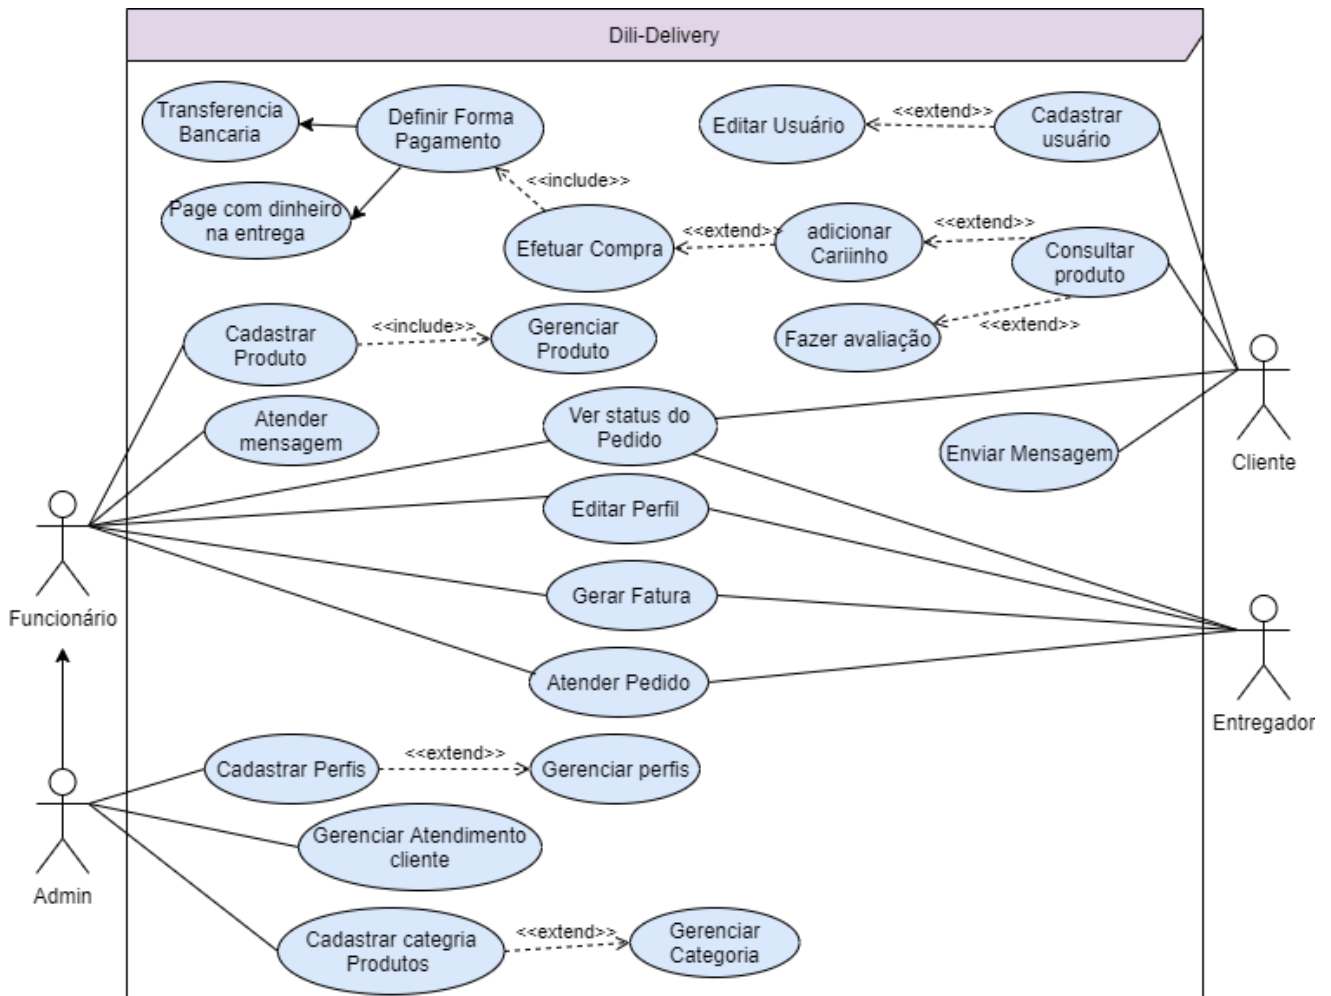 Dili-Delivery
Transferencia
Bancaria
Definir Forma
Pagamento
Editar Usuário
<<extend>>
Cadastrar
usuário
<<include>>
Page com dinheiro
na entrega
Efetuar Compra
<<extend>>
adicionar
Cariinho
<<extend>>
Consultar
produto
Cadastrar
Produto
<<include>>
Gerenciar
Produto
Fazer avaliação
<<extend>>
Atender
mensagem
Ver status do
Pedido
Enviar Mensagem
Cliente
Editar Perfil
Funcionário
Gerar Fatura
Atender Pedido
Entregador
Cadastrar Perfis
<<extend>>
Gerenciar perfis
Gerenciar Atendimento
cliente
Admin
Cadastrar categria
Produtos
<<extend>>
Gerenciar
Categoria